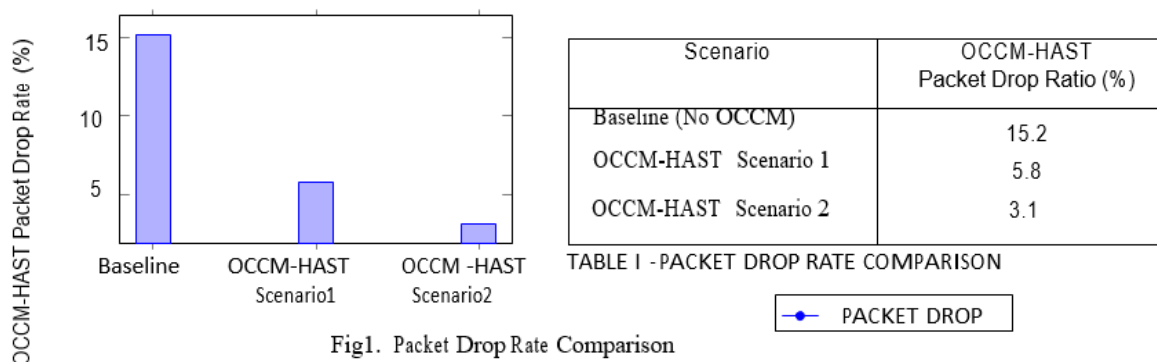 OCCM-HAST Packet Drop Rate (%)
15
10
5
Baseline
OCCM-HAST
Scenario1
OCCM -HAST
Scenario2
Fig1. Packet Drop Rate Comparison
Scenario
OCCM-HAST
Packet Drop Ratio (%)
Baseline (No OCCM)
15.2
OCCM-HAST Scenario 1
5.8
OCCM-HAST Scenario 2
3.1
TABLE I -PACKET DROP RATE COMPARISON
PACKET DROP